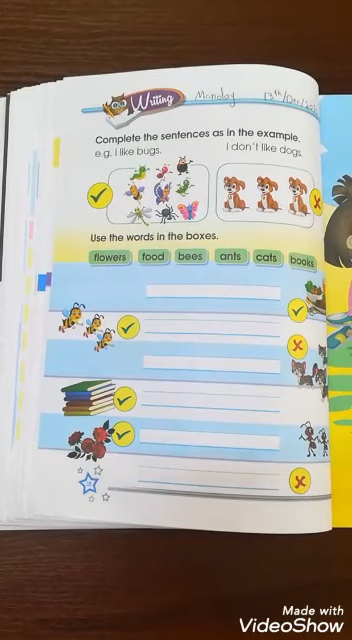 Writing Monday 13th/Dec/
Complete the sentences as in the example.
e.g. I like bugs. I don't like dogs.
Use the words in the boxes.
flowers food bees ants cats books
Made with
VideoShow